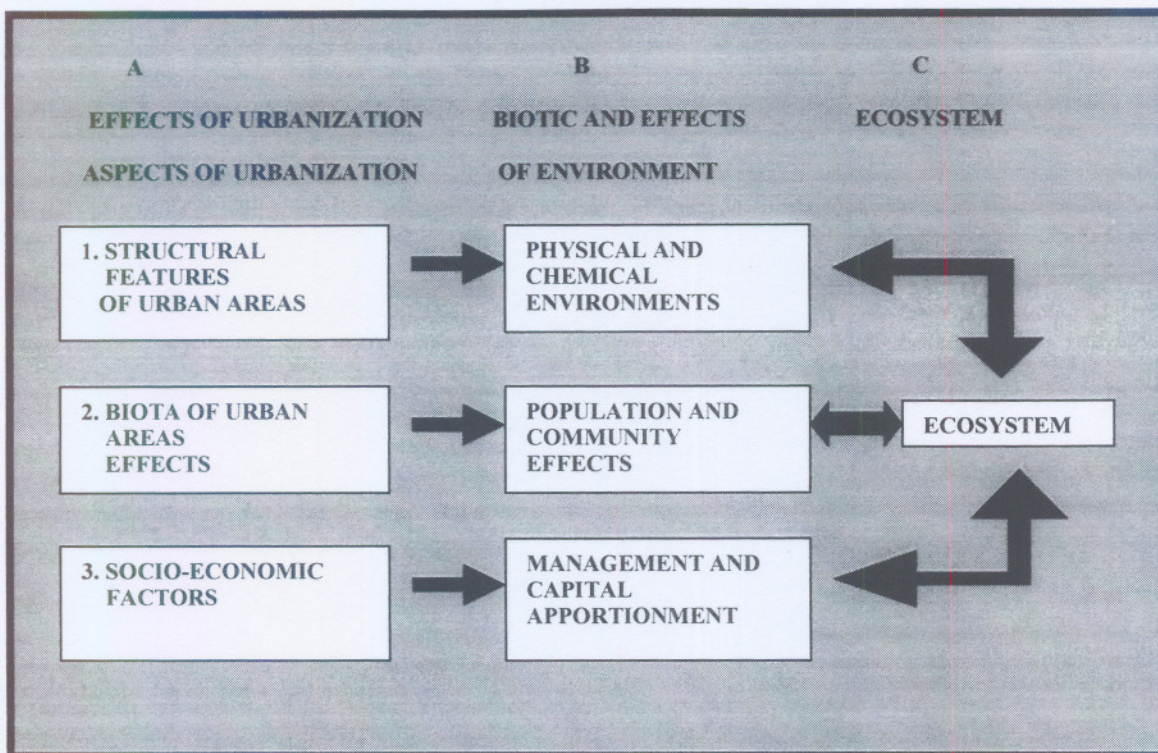 A B C
EFFECTS OF URBANIZATION BIOTIC AND EFFECTS ECOSYSTEM
ASPECTS OF URBANIZATION OF ENVIRONMENT
1. STRUCTURAL
FEATURES
OF URBAN AREAS
PHYSICAL AND
CHEMICAL
ENVIRONMENTS
2. BIOTA OF URBAN
AREAS
EFFECTS
POPULATION AND
COMMUNITY
EFFECTS
ECOSYSTEM
3. SOCIO-ECONOMIC
FACTORS
MANAGEMENT AND
CAPITAL
APPORTIONMENT